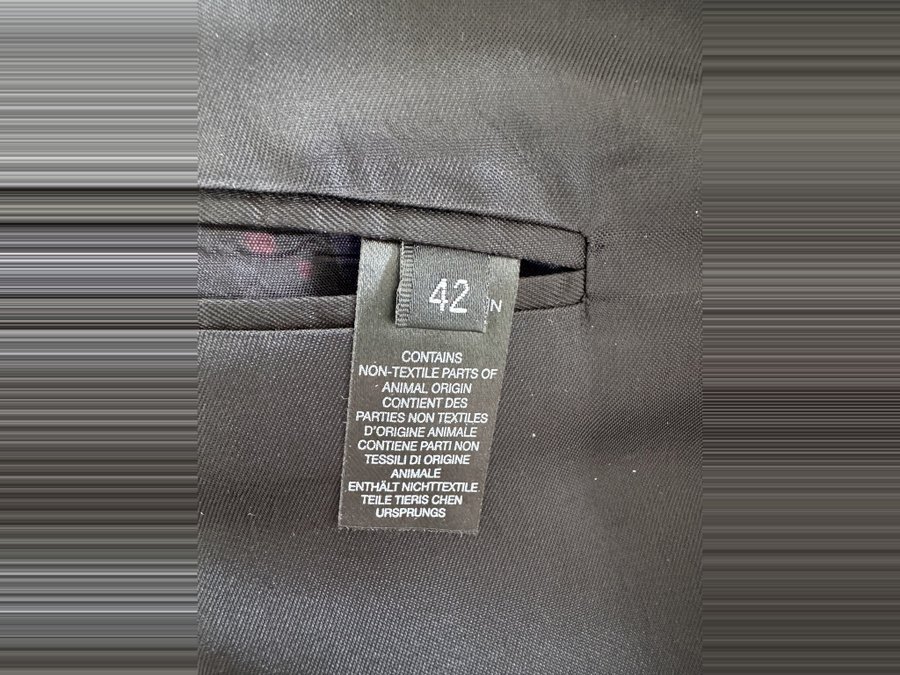 42
N
CONTAINS
NON-TEXTILE PARTS OF
ANIMAL ORIGIN
CONTIENT DES
PARTIES NON TEXTILES
D'ORIGINE ANIMALE
CONTIENE PARTI NON
TESSILI DI ORIGINE
ANIMALE
ENTHÄLT NICHTTEXTILE
TEILE TIERIS CHEN
URSPRUNGS